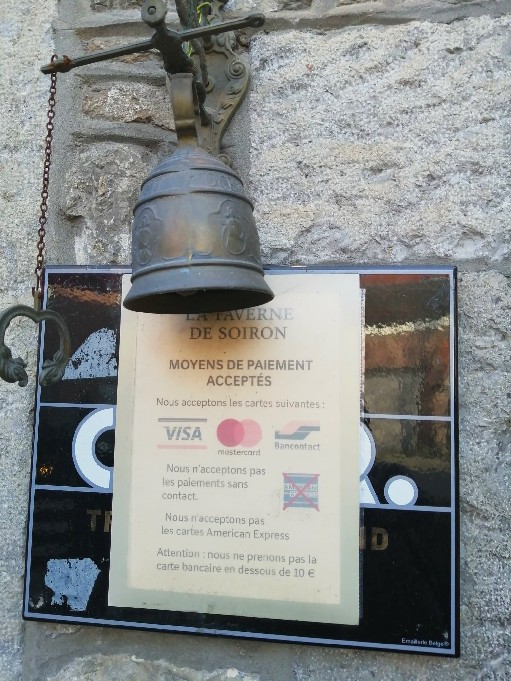 LA TAVERNE
DE SOIRON
MOYENS DE PAIEMENT
ACCEPTÉS
Nous acceptons les cartes suivantes :
VISA
mastercard
Bancontact
Nous n'acceptons pas
les paiements sans
contact.
Nous n'acceptons pas
les cartes American Express
Attention : nous ne prenons pas la
carte bancaire en dessous de 10 €
Emaillerie Belge®